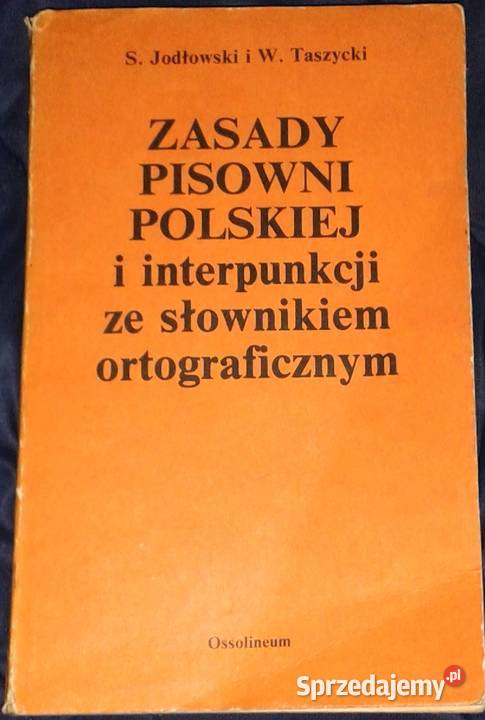 S. Jodłowski i W. Taszycki
ZASADY
PISOWNI
POLSKIEJ
i interpunkcji
ze słownikiem
ortograficznym
Ossolineum
Sprzedajemy.pl